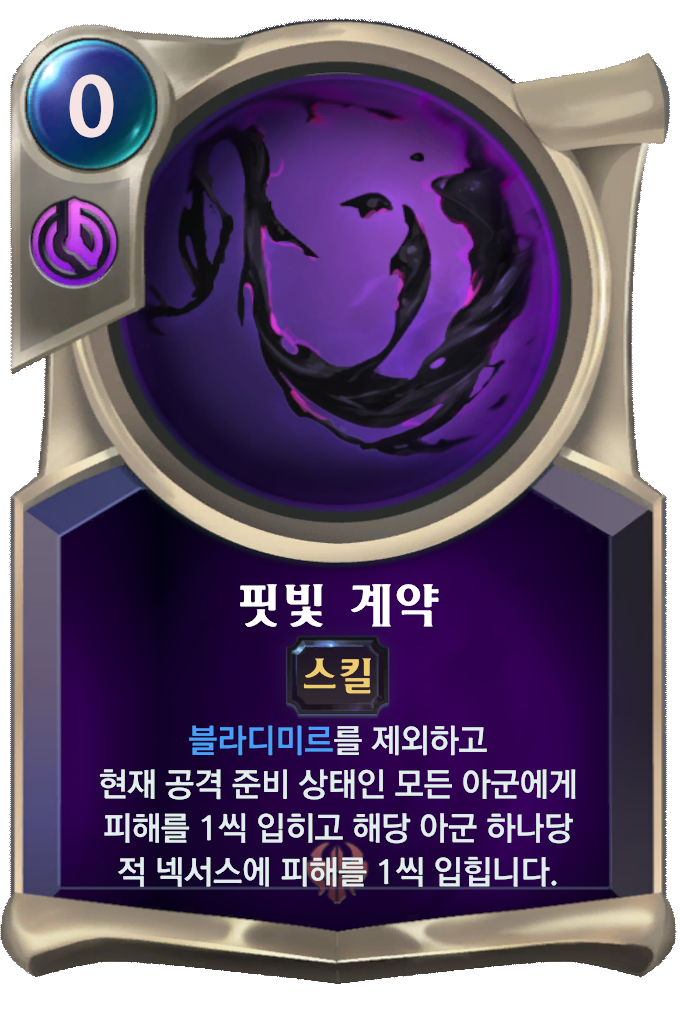 0
핏빛 계약
스킬
블라디미르를 제외하고
현재 공격 준비 상태인 모든 아군에게
피해를 1씩 입히고 해당 아군 하나당
적 넥서스에 피해를 1씩 입힙니다.